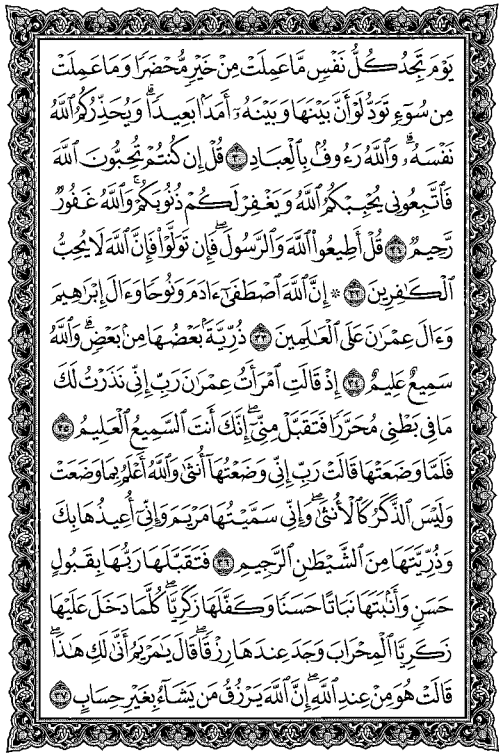 يَوْمَ تَجِدُ كُلُّ نَفْسٍ مَّا عَمِلَتْ مِنْ خَيْرٍ مُّحْضَرًا وَمَا عَمِلَتْ
مِن سُوٓءٍ تَوَدُّ لَوْ أَنَّ بَيْنَهَا وَبَيْنَهُۥٓ أَمَدَۢا بَعِيدًاۗ وَيُحَذِّرُكُمُ ٱللَّهُ
نَفْسَهُۥۗ وَٱللَّهُ رَءُوفُۢ بِٱلْعِبَادِ ٣٠ قُلْ إِن كُنتُمْ تُحِبُّونَ ٱللَّهَ
فَٱتَّبِعُونِي يُحْبِبْكُمُ ٱللَّهُ وَيَغْفِرْ لَكُمْ ذُنُوبَكُمْۗ وَٱللَّهُ غَفُورٌ
رَّحِيمٌ ٣١ قُلْ أَطِيعُوا۟ ٱللَّهَ وَٱلرَّسُولَۖ فَإِن تَوَلَّوْا۟ فَإِنَّ ٱللَّهَ لَا يُحِبُّ
ٱلْكَٰفِرِينَ ٣٢ ۞ إِنَّ ٱللَّهَ ٱصْطَفَىٰٓ ءَادَمَ وَنُوحًا وَءَالَ إِبْرَٰهِيمَ
وَءَالَ عِمْرَٰنَ عَلَى ٱلْعَٰلَمِينَ ٣٣ ذُرِّيَّةَۢ بَعْضُهَا مِنۢ بَعْضٍۗ وَٱللَّهُ
سَمِيعٌ عَلِيمٌ ٣٤ إِذْ قَالَتِ ٱمْرَأَتُ عِمْرَٰنَ رَبِّ إِنِّي نَذَرْتُ لَكَ
مَا فِي بَطْنِي مُحَرَّرًا فَتَقَبَّلْ مِنِّيٓۖ إِنَّكَ أَنتَ ٱلسَّمِيعُ ٱلْعَلِيمُ ٣٥
فَلَمَّا وَضَعَتْهَا قَالَتْ رَبِّ إِنِّي وَضَعْتُهَآ أُنثَىٰ وَٱللَّهُ أَعْلَمُ بِمَا وَضَعَتْ
وَلَيْسَ ٱلذَّكَرُ كَٱلْأُنثَىٰۖ وَإِنِّي سَمَّيْتُهَا مَرْيَمَ وَإِنِّيٓ أُعِيذُهَا بِكَ
وَذُرِّيَّتَهَا مِنَ ٱلشَّيْطَٰنِ ٱلرَّجِيمِ ٣٦ فَتَقَبَّلَهَا رَبُّهَا بِقَبُولٍ
حَسَنٍ وَأَنۢبَتَهَا نَبَاتًا حَسَنًا وَكَفَّلَهَا زَكَرِيَّاۖ كُلَّمَا دَخَلَ عَلَيْهَا
زَكَرِيَّا ٱلْمِحْرَابَ وَجَدَ عِندَهَا رِزْقًاۖ قَالَ يَٰمَرْيَمُ أَنَّىٰ لَكِ هَٰذَاۖ
قَالَتْ هُوَ مِنْ عِندِ ٱللَّهِۖ إِنَّ ٱللَّهَ يَرْزُقُ مَن يَشَآءُ بِغَيْرِ حِسَابٍ ٣٧